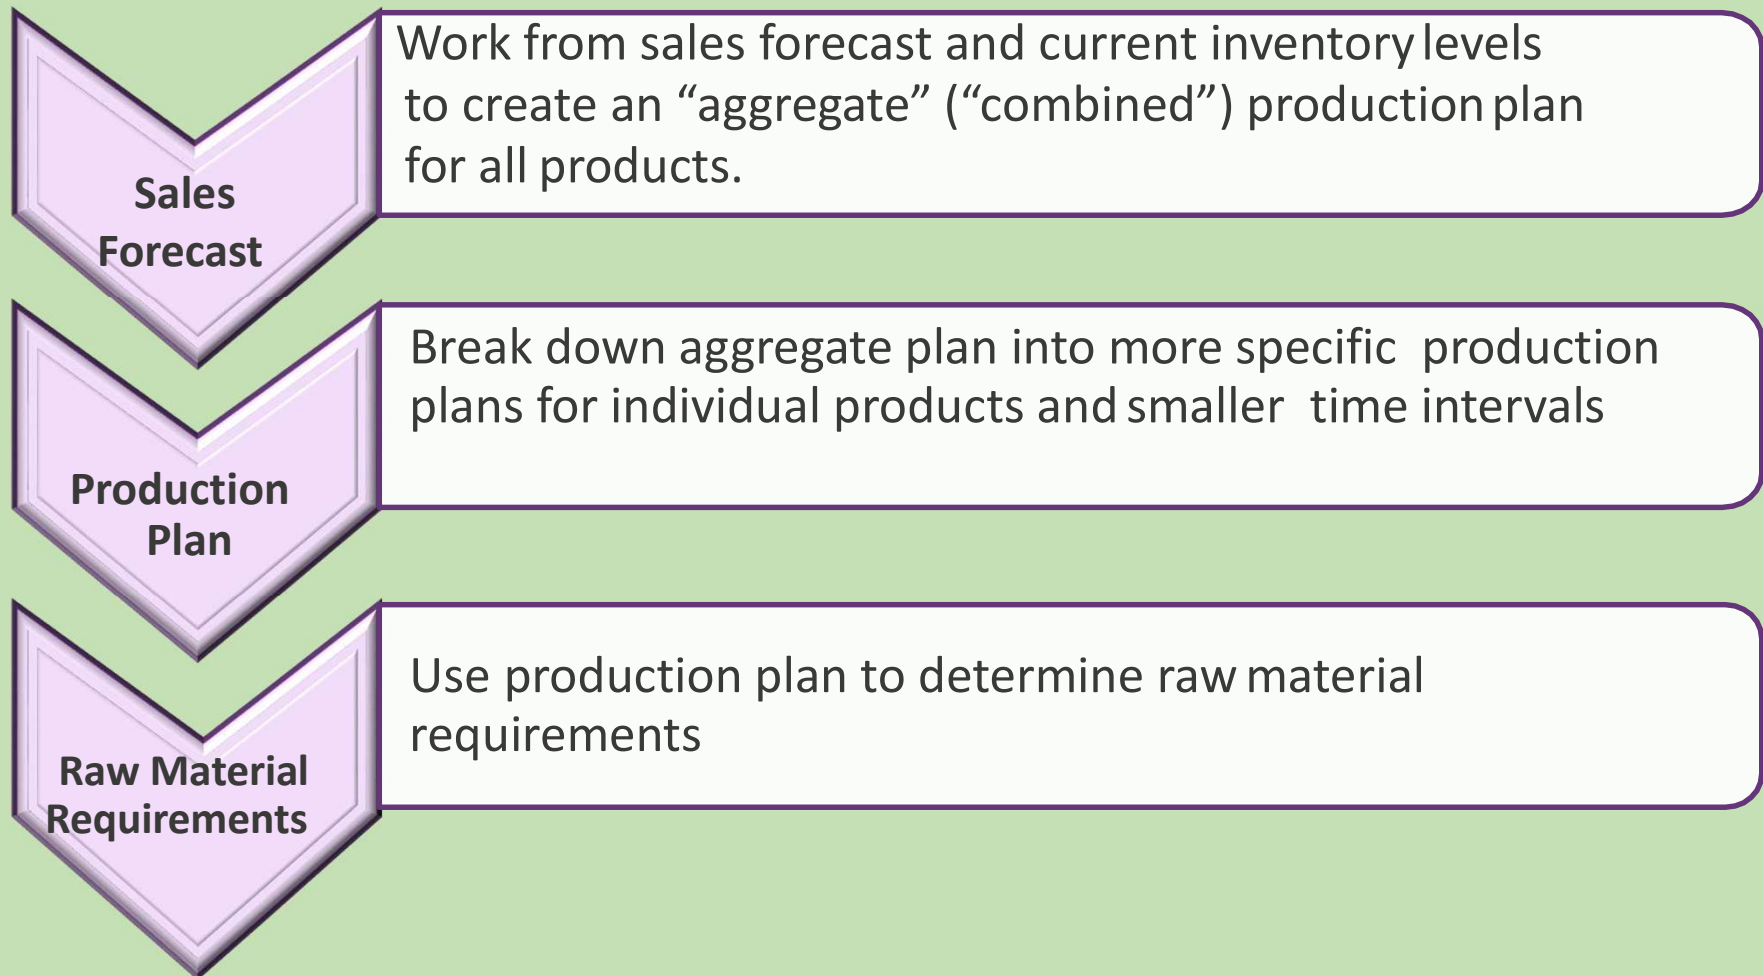 Work from sales forecast and current inventory levels
to create an “aggregate” (“combined”) production plan
for all products.
Sales
Forecast
Break down aggregate plan into more specific production
plans for individual products and smaller time intervals
Production
Plan
Use production plan to determine raw material
requirements
Raw Material
Requirements